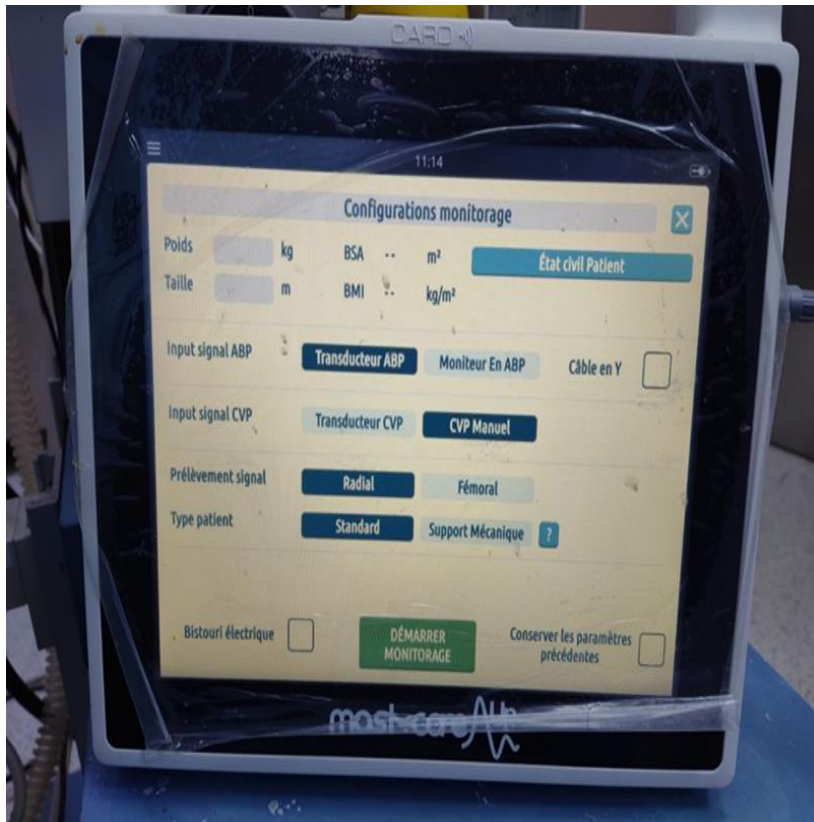 CARD
11:14
Configurations monitorage X
Poids kg BSA -- m² État civil Patient
Taille m BMI -- kg/m²
Input signal ABP Transducteur ABP Moniteur En ABP Câble en Y
Input signal CVP Transducteur CVP CVP Manuel
Prélèvement signal Radial Fémoral
Type patient Standard Support Mécanique ?
Bistouri électrique DÉMARRER MONITORAGE Conserver les paramètres précédentes
mostcare up